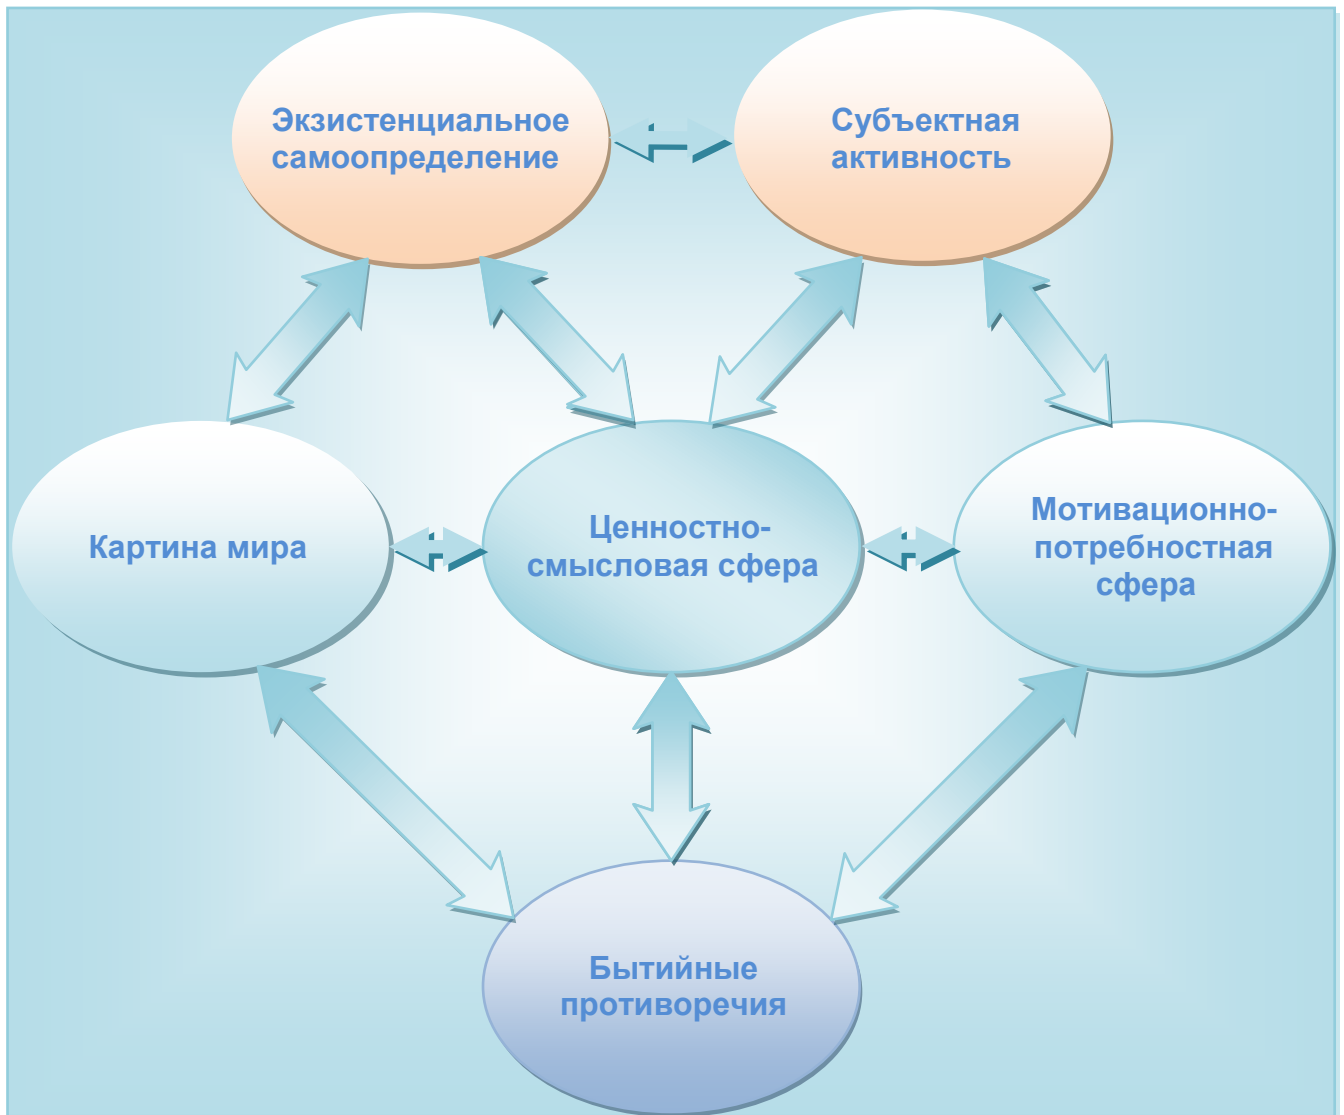 Экзистенциальное
самоопределение
Субъектная
активность
Картина мира
Ценностно-
смысловая сфера
Мотивационно-
потребностная
сфера
Бытийные
противоречия